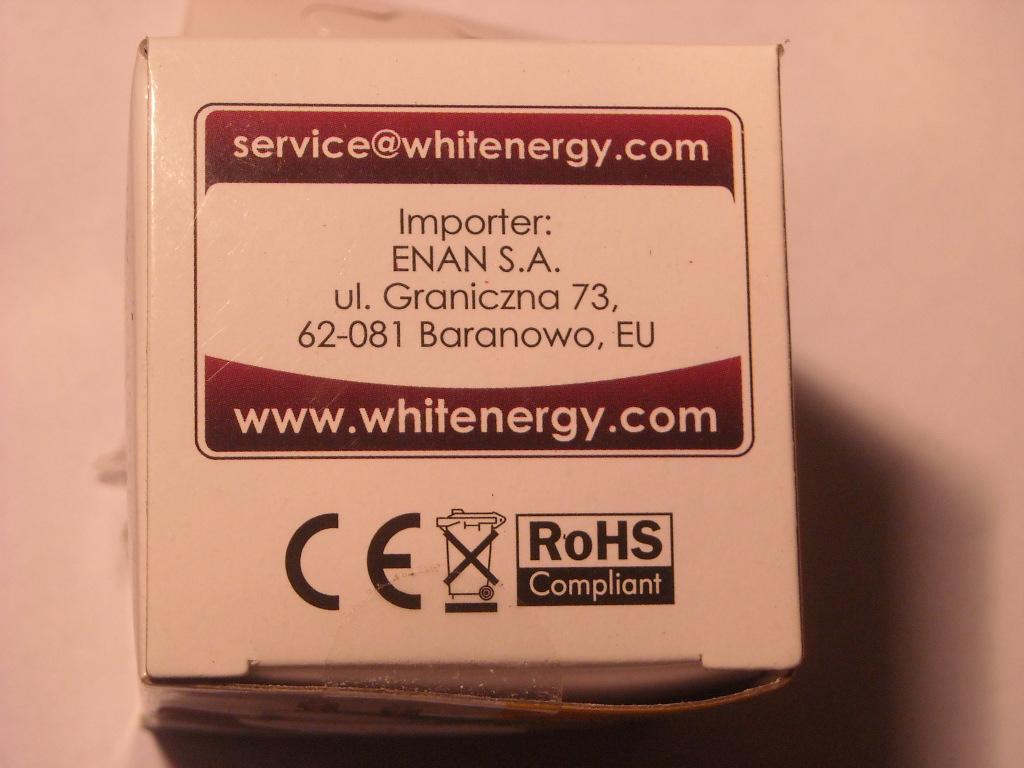 service@whitenergy.com
Importer:
ENAN S.A.
ul. Graniczna 73,
62-081 Baranowo, EU
www.whitenergy.com
CE RoHS
Compliant